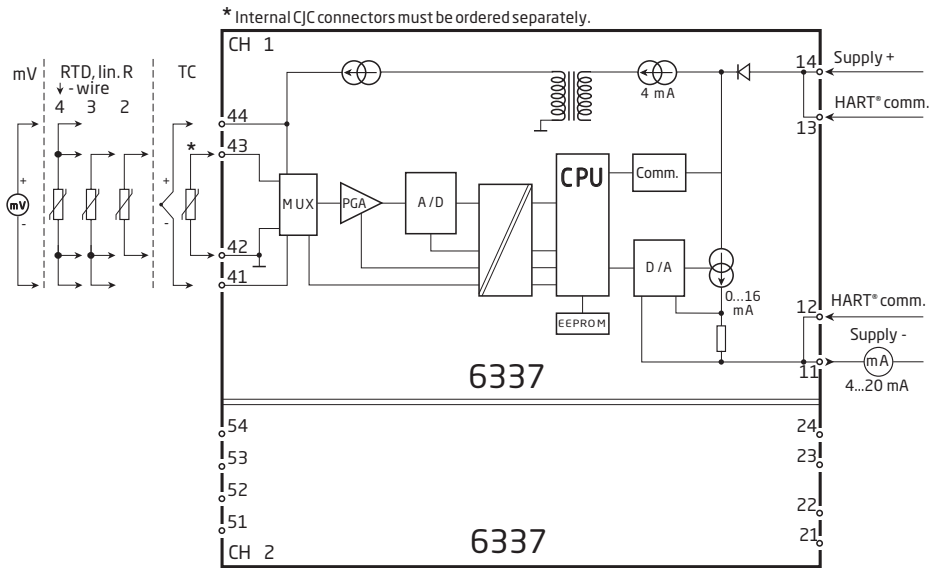 * Internal CJC connectors must be ordered separately.
CH 1
mV
RTD, lin. R
↓ - wire
4 3 2
TC
*
44
43
42
41
+
mV
-
+
-
MUX
PGA
A/D
CPU
Comm.
D/A
EEPROM
4 mA
0...16
mA
14
Supply +
HART® comm.
13
12
HART® comm.
Supply -
11
mA
4...20 mA
6337
54
53
52
51
24
23
22
21
CH 2
6337